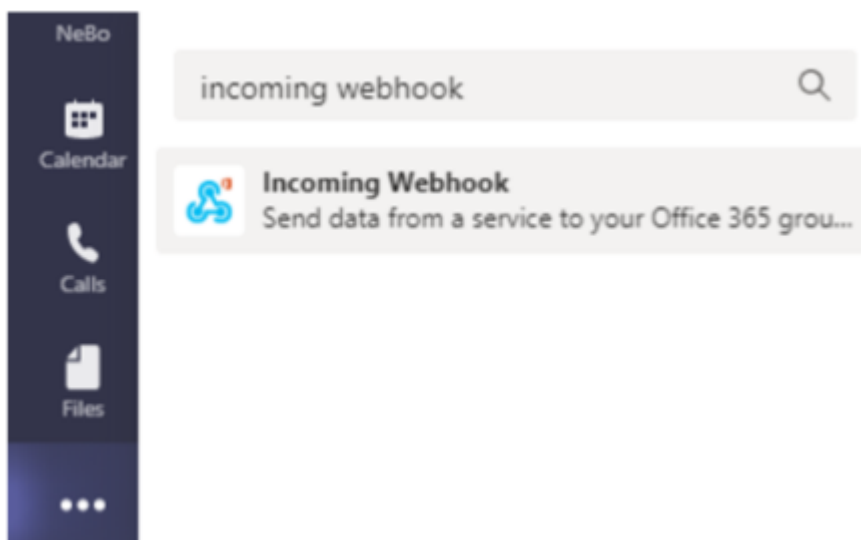 NeBo
Calendar
Calls
Files
incoming webhook
Incoming Webhook
Send data from a service to your Office 365 grou...